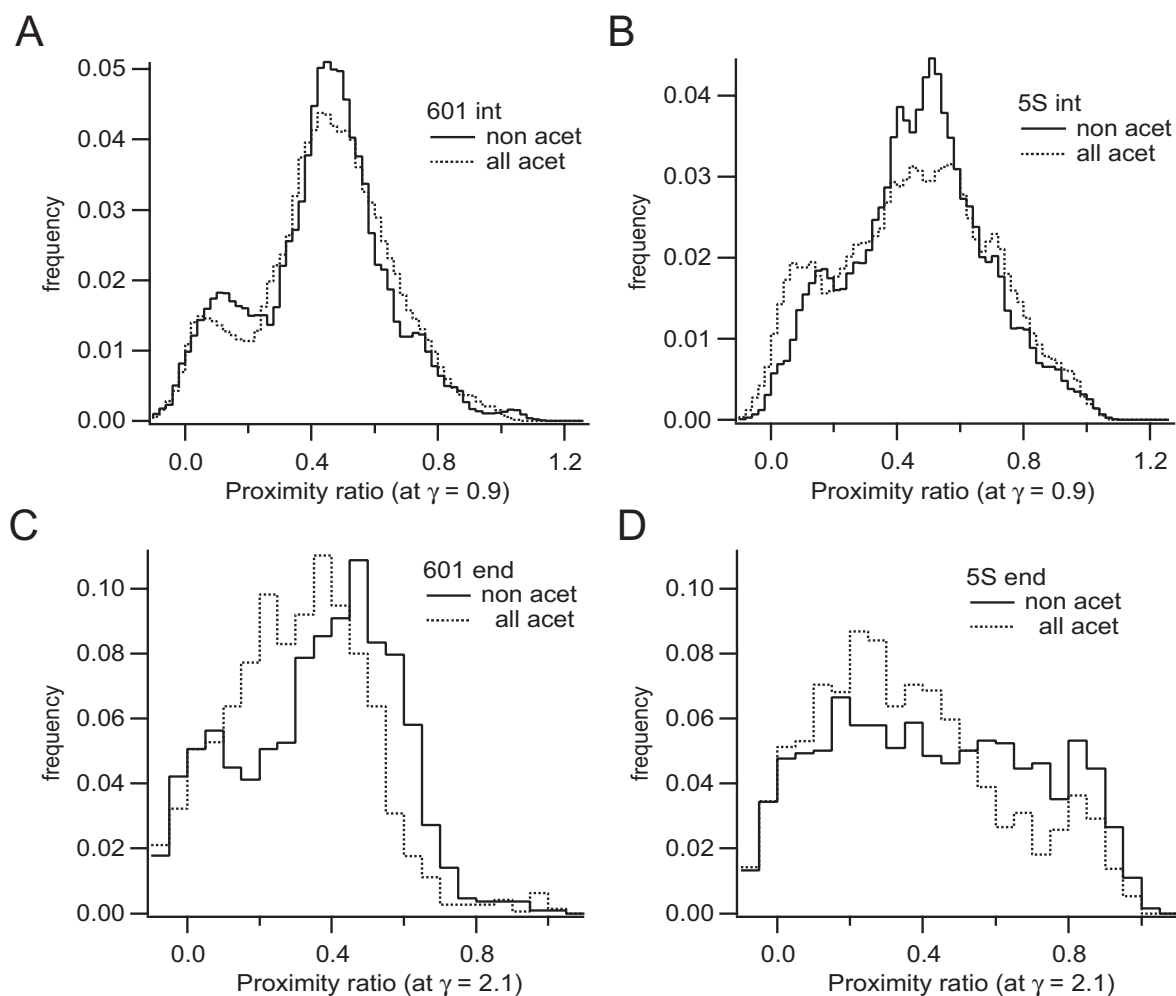 A
0.05
0.04
0.03
0.02
0.01
0.00
frequency
601 int
non acet
all acet
0.0 0.4 0.8 1.2
Proximity ratio (at γ = 0.9)
B
0.04
0.03
0.02
0.01
0.00
frequency
5S int
non acet
all acet
0.0 0.4 0.8 1.2
Proximity ratio (at γ = 0.9)
C
0.10
0.08
0.06
0.04
0.02
0.00
frequency
601 end
non acet
all acet
0.0 0.4 0.8
Proximity ratio (at γ = 2.1)
D
0.10
0.08
0.06
0.04
0.02
0.00
frequency
5S end
non acet
all acet
0.0 0.4 0.8
Proximity ratio (at γ = 2.1)